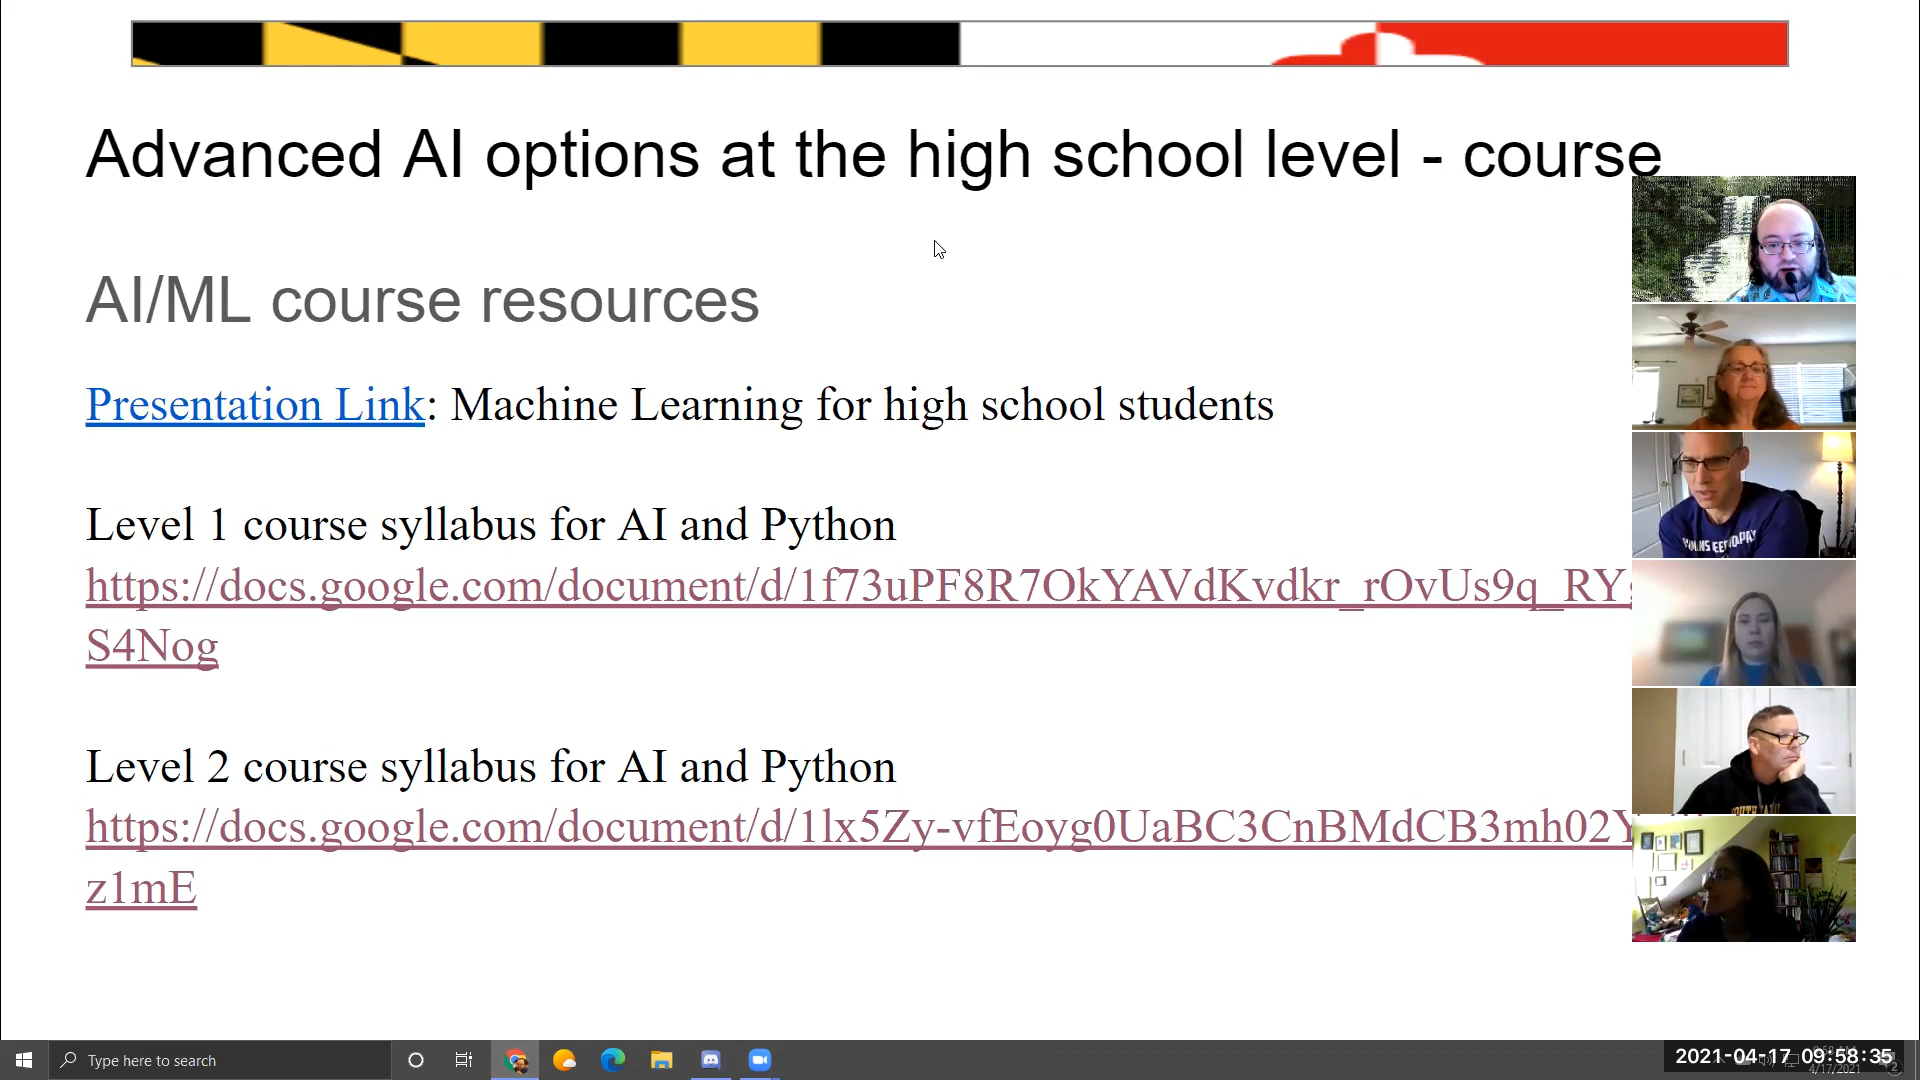 Advanced AI options at the high school level - course
AI/ML course resources
Presentation Link: Machine Learning for high school students
Level 1 course syllabus for AI and Python
https://docs.google.com/document/d/1f73uPF8R7OkYAVdKvdkr_rOvUs9q_RY
S4Nog
Level 2 course syllabus for AI and Python
https://docs.google.com/document/d/1lx5Zy-vfEoyg0UaBC3CnBMdCB3mh02Y
z1mE
Type here to search
2021-04-17 09:58:35
4/17/2021